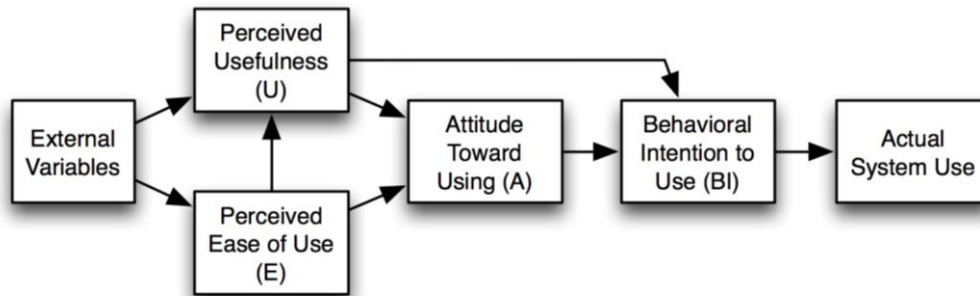 External
Variables
Perceived
Usefulness
(U)
Perceived
Ease of Use
(E)
Attitude
Toward
Using (A)
Behavioral
Intention to
Use (BI)
Actual
System Use